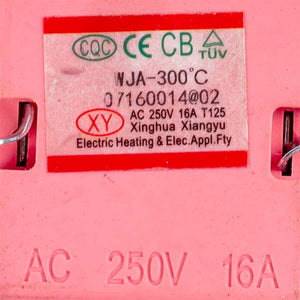 CQC CE CB TÜV
WJA-300°C
07160014@02
XY
AC 250V 16A T125
Xinghua Xiangyu
Electric Heating & Elec.Appl.Fty
AC 250V 16A